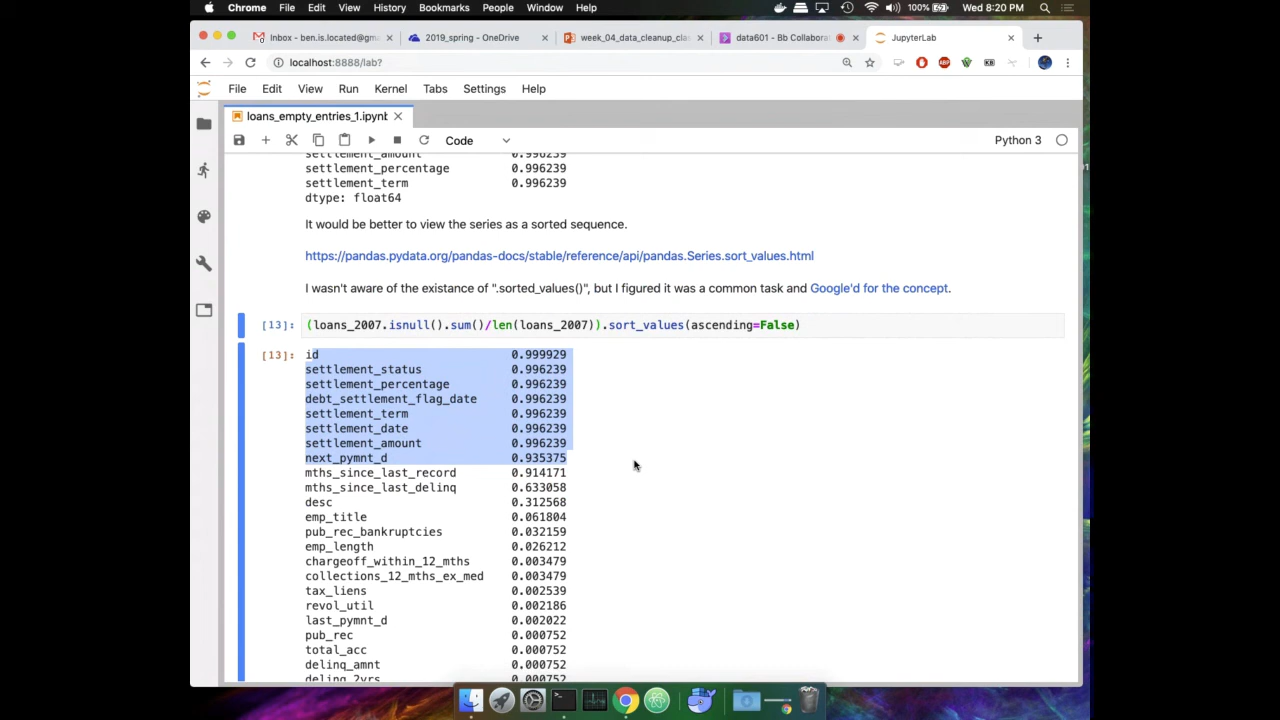 Chrome File Edit View History Bookmarks People Window Help 100% Wed 8:20 PM
Inbox - ben.is.located@gm 2019_spring - OneDrive week_04_data_cleanup_cla data601 - Bb Collabora JupyterLab
localhost:8888/lab?
File Edit View Run Kernel Tabs Settings Help
loans_empty_entries_1.ipynb
Code Python 3
settlement_amount 0.996239
settlement_percentage 0.996239
settlement_term 0.996239
dtype: float64
It would be better to view the series as a sorted sequence.
https://pandas.pydata.org/pandas-docs/stable/reference/api/pandas.Series.sort_values.html
I wasn't aware of the existance of ".sorted_values()", but I figured it was a common task and Google'd for the concept.
[13]: (loans_2007.isnull().sum()/len(loans_2007)).sort_values(ascending=False)
[13]: id 0.999929
settlement_status 0.996239
settlement_percentage 0.996239
debt_settlement_flag_date 0.996239
settlement_term 0.996239
settlement_date 0.996239
settlement_amount 0.996239
next_pymnt_d 0.935375
mths_since_last_record 0.914171
mths_since_last_delinq 0.633058
desc 0.312568
emp_title 0.061804
pub_rec_bankruptcies 0.032159
emp_length 0.026212
chargeoff_within_12_mths 0.003479
collections_12_mths_ex_med 0.003479
tax_liens 0.002539
revol_util 0.002186
last_pymnt_d 0.002022
pub_rec 0.000752
total_acc 0.000752
delinq_amnt 0.000752
delinq_2yrs 0.000752